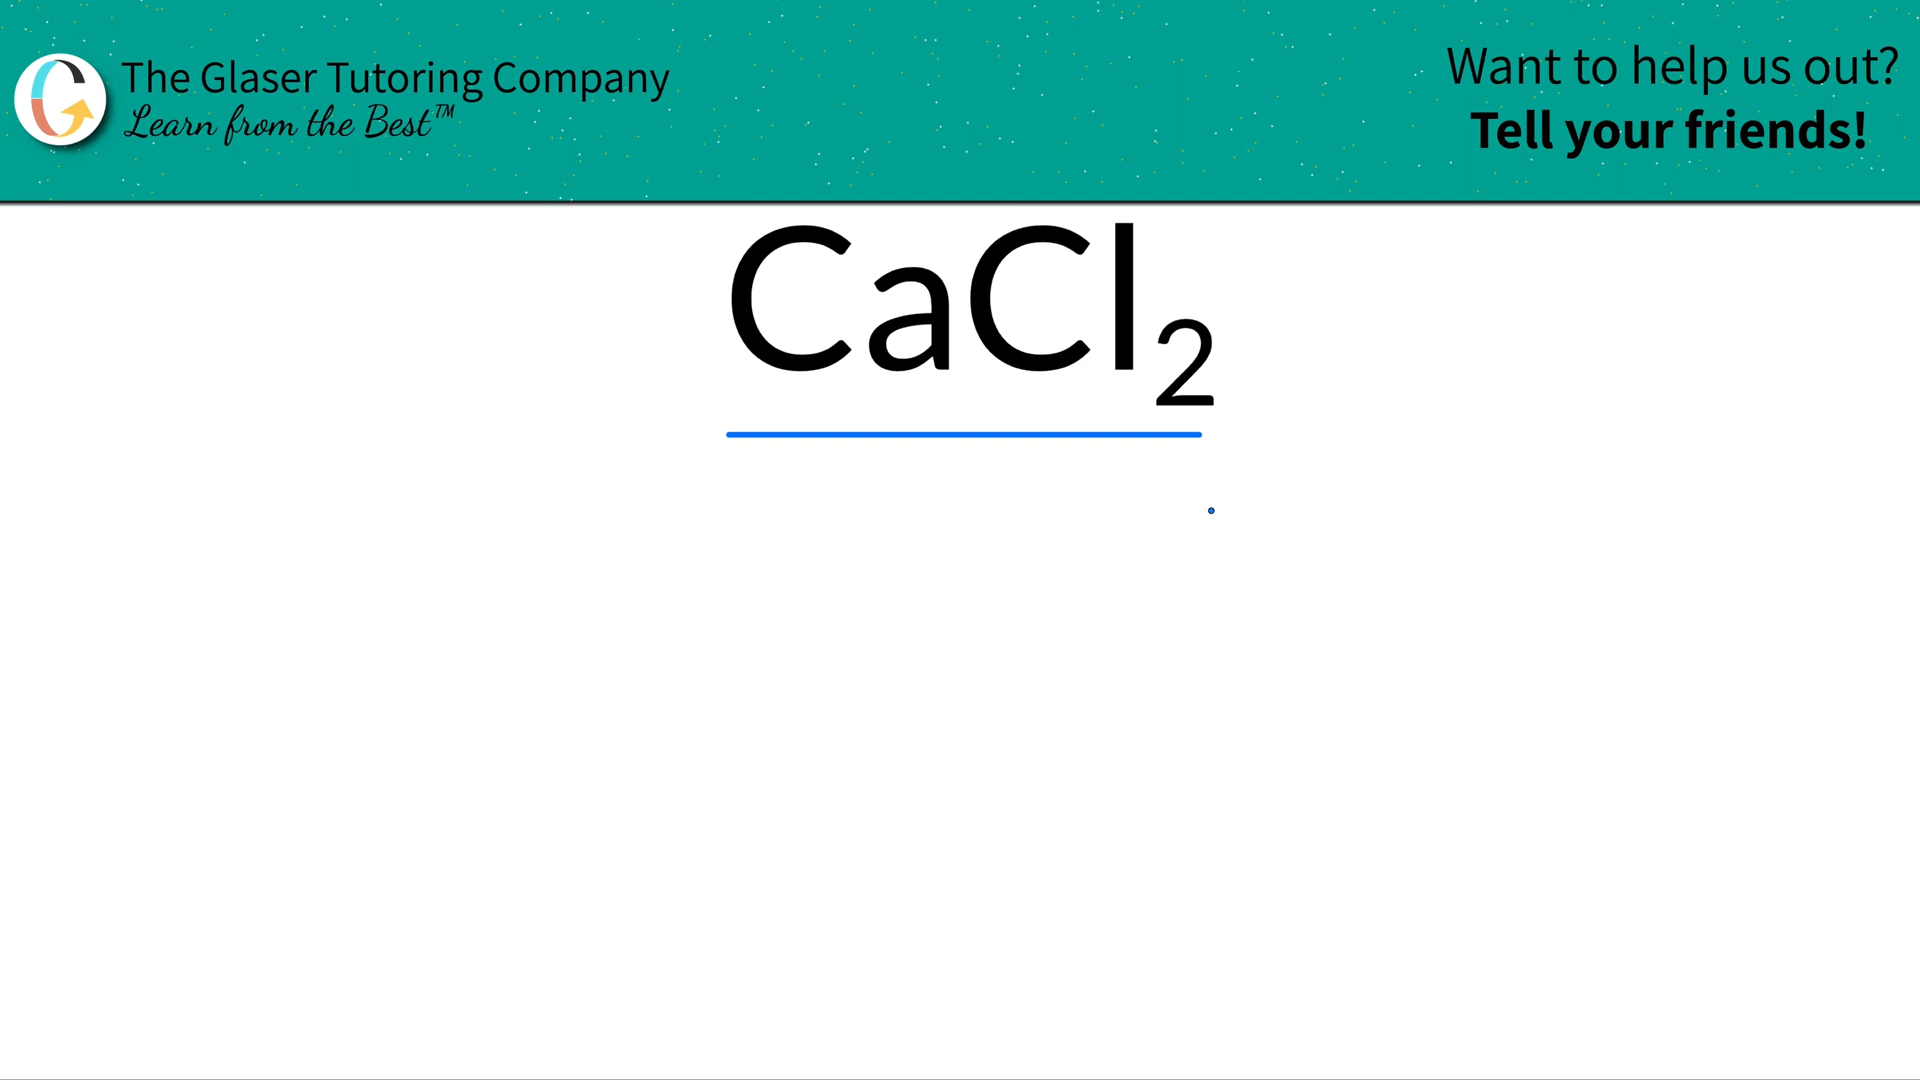 The Glaser Tutoring Company
Learn from the Best™
Want to help us out?
Tell your friends!
CaCl₂